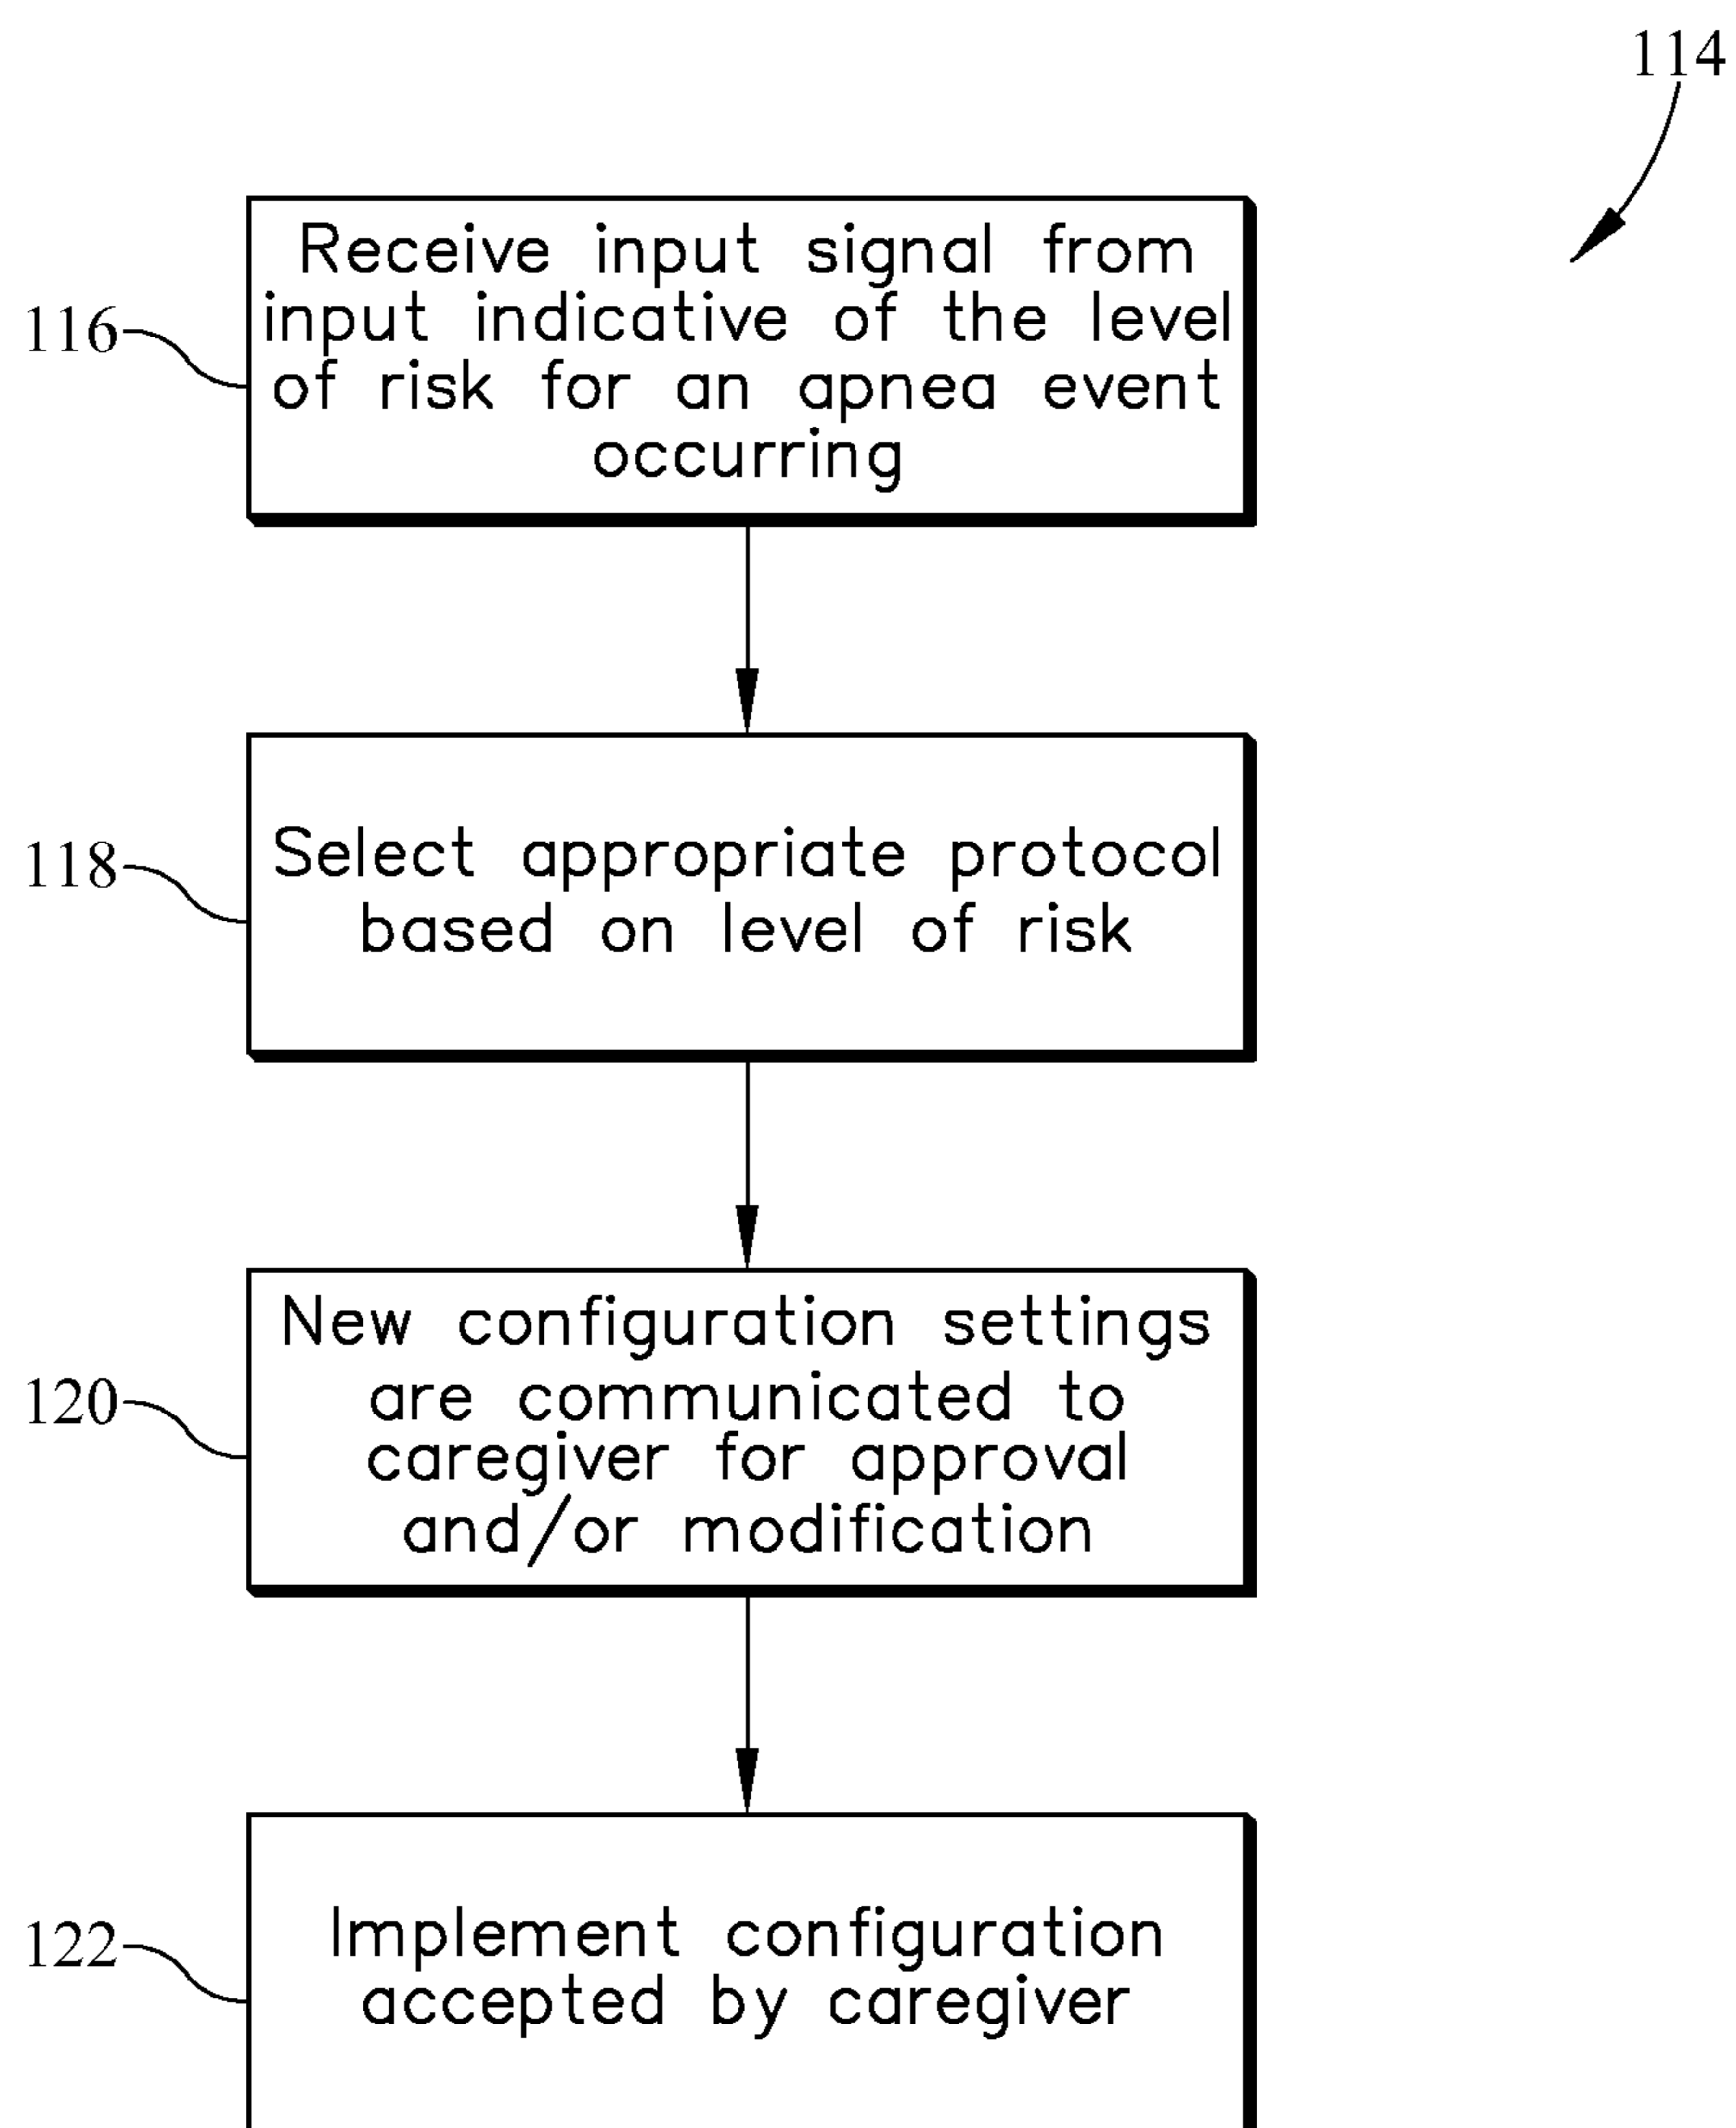 114
Receive input signal from
input indicative of the level
of risk for an apnea event
occurring
116
Select appropriate protocol
based on level of risk
118
New configuration settings
are communicated to
caregiver for approval
and/or modification
120
Implement configuration
accepted by caregiver
122